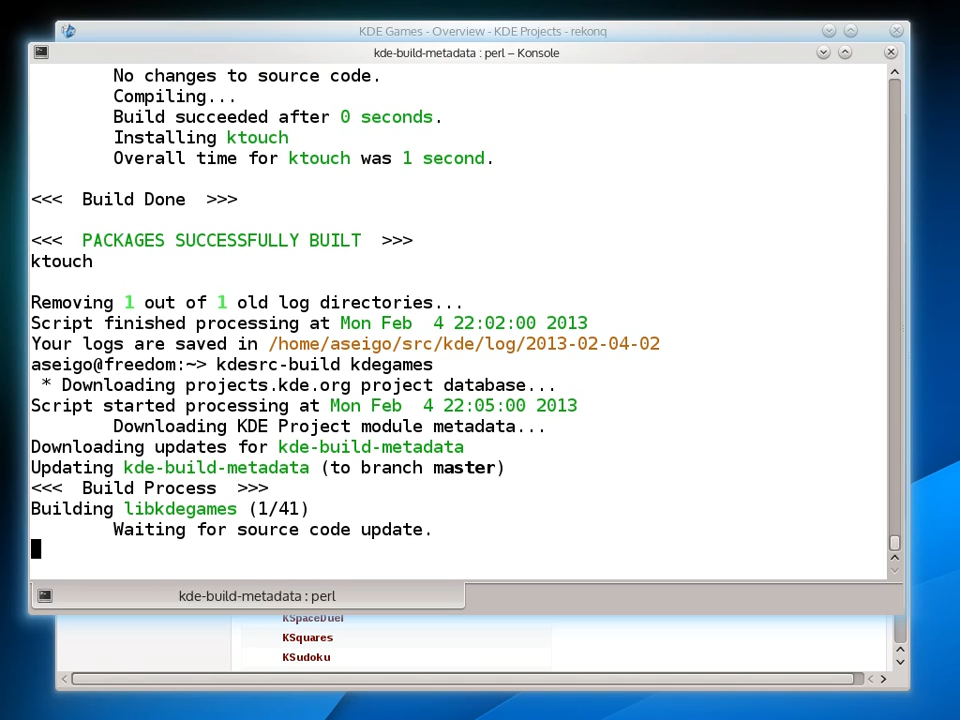 KDE Games - Overview - KDE Projects - rekonq
kde-build-metadata : perl – Konsole
No changes to source code.
Compiling...
Build succeeded after 0 seconds.
Installing ktouch
Overall time for ktouch was 1 second.
<<< Build Done >>>
<<< PACKAGES SUCCESSFULLY BUILT >>>
ktouch
Removing 1 out of 1 old log directories...
Script finished processing at Mon Feb 4 22:02:00 2013
Your logs are saved in /home/aseigo/src/kde/log/2013-02-04-02
aseigo@freedom:~> kdesrc-build kdegames
* Downloading projects.kde.org project database...
Script started processing at Mon Feb 4 22:05:00 2013
Downloading KDE Project module metadata...
Downloading updates for kde-build-metadata
Updating kde-build-metadata (to branch master)
<<< Build Process >>>
Building libkdegames (1/41)
Waiting for source code update.
kde-build-metadata : perl
KSpaceDuel
KSquares
KSudoku